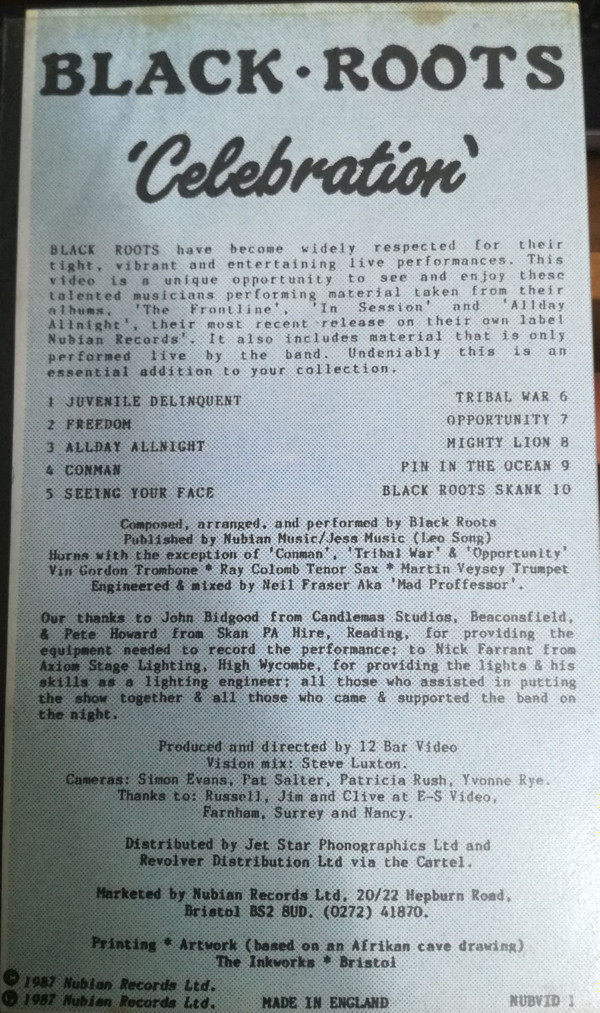 BLACK·ROOTS
'Celebration'
BLACK ROOTS have become widely respected for their
tight, vibrant and entertaining live performances. This
video is a unique opportunity to see and enjoy these
talented musicians performing material taken from their
albums, 'The Frontline', 'In Session' and 'Allday
Allnight', their most recent release on their own label
Nubian Records'. It also includes material that is only
performed live by the band. Undeniably this is an
essential addition to your collection.
1 JUVENILE DELINQUENT
2 FREEDOM
3 ALLDAY ALLNIGHT
4 CONMAN
5 SEEING YOUR FACE
TRIBAL WAR 6
OPPORTUNITY 7
MIGHTY LION 8
PIN IN THE OCEAN 9
BLACK ROOTS SKANK 10
Composed, arranged, and performed by Black Roots
Published by Nubian Music/Jess Music (Leo Song)
Horns with the exception of 'Conman', 'Tribal War' & 'Opportunity'
Vin Gordon Trombone * Ray Colomb Tenor Sax * Martin Veysey Trumpet
Engineered & mixed by Neil Fraser Aka 'Mad Proffessor'.
Our thanks to John Bidgood from Candlemas Studios, Beaconsfield,
& Pete Howard from Skan PA Hire, Reading, for providing the
equipment needed to record the performance; to Nick Farrant from
Axiom Stage Lighting, High Wycombe, for providing the lights & his
skills as a lighting engineer; all those who assisted in putting
the show together & all those who came & supported the band on
the night.
Produced and directed by 12 Bar Video
Vision mix: Steve Luxton.
Cameras: Simon Evans, Pat Salter, Patricia Rush, Yvonne Rye.
Thanks to: Russell, Jim and Clive at E-S Video,
Farnham, Surrey and Nancy.
Distributed by Jet Star Phonographics Ltd and
Revolver Distribution Ltd via the Cartel.
Marketed by Nubian Records Ltd, 20/22 Hepburn Road,
Bristol BS2 8UD. (0272) 41870.
Printing * Artwork (based on an Afrikan cave drawing)
The Inkworks * Bristol
© 1987 Nubian Records Ltd.
℗ 1987 Nubian Records Ltd. MADE IN ENGLAND NUBVID 1